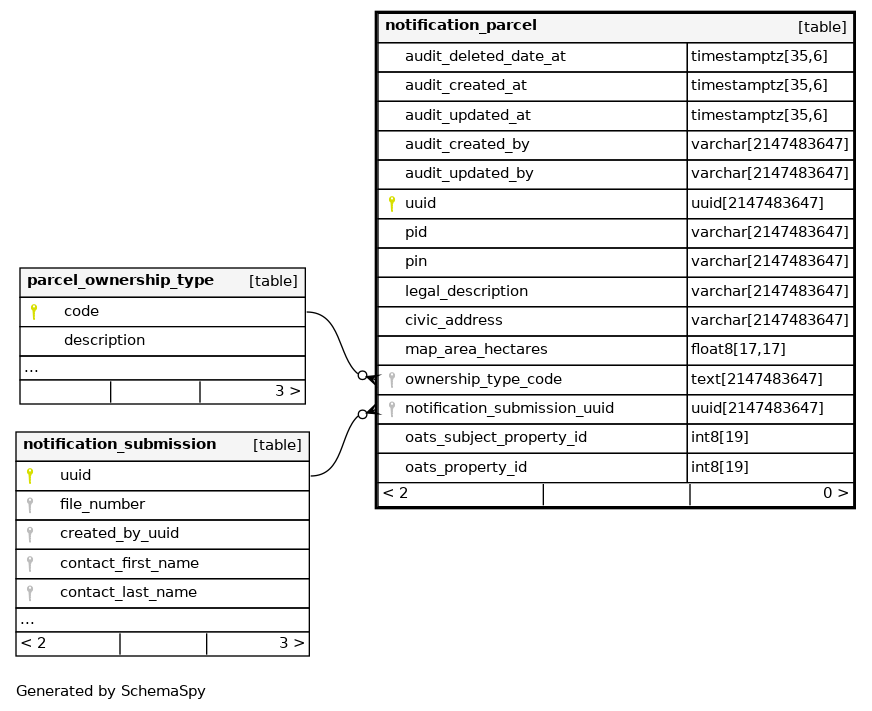 notification_parcel [table]
audit_deleted_date_at timestamptz[35,6]
audit_created_at timestamptz[35,6]
audit_updated_at timestamptz[35,6]
audit_created_by varchar[2147483647]
audit_updated_by varchar[2147483647]
uuid uuid[2147483647]
pid varchar[2147483647]
pin varchar[2147483647]
legal_description varchar[2147483647]
civic_address varchar[2147483647]
map_area_hectares float8[17,17]
ownership_type_code text[2147483647]
notification_submission_uuid uuid[2147483647]
oats_subject_property_id int8[19]
oats_property_id int8[19]
< 2 0 >
parcel_ownership_type [table]
code
description
...
3 >
notification_submission [table]
uuid
file_number
created_by_uuid
contact_first_name
contact_last_name
...
< 2 3 >
Generated by SchemaSpy